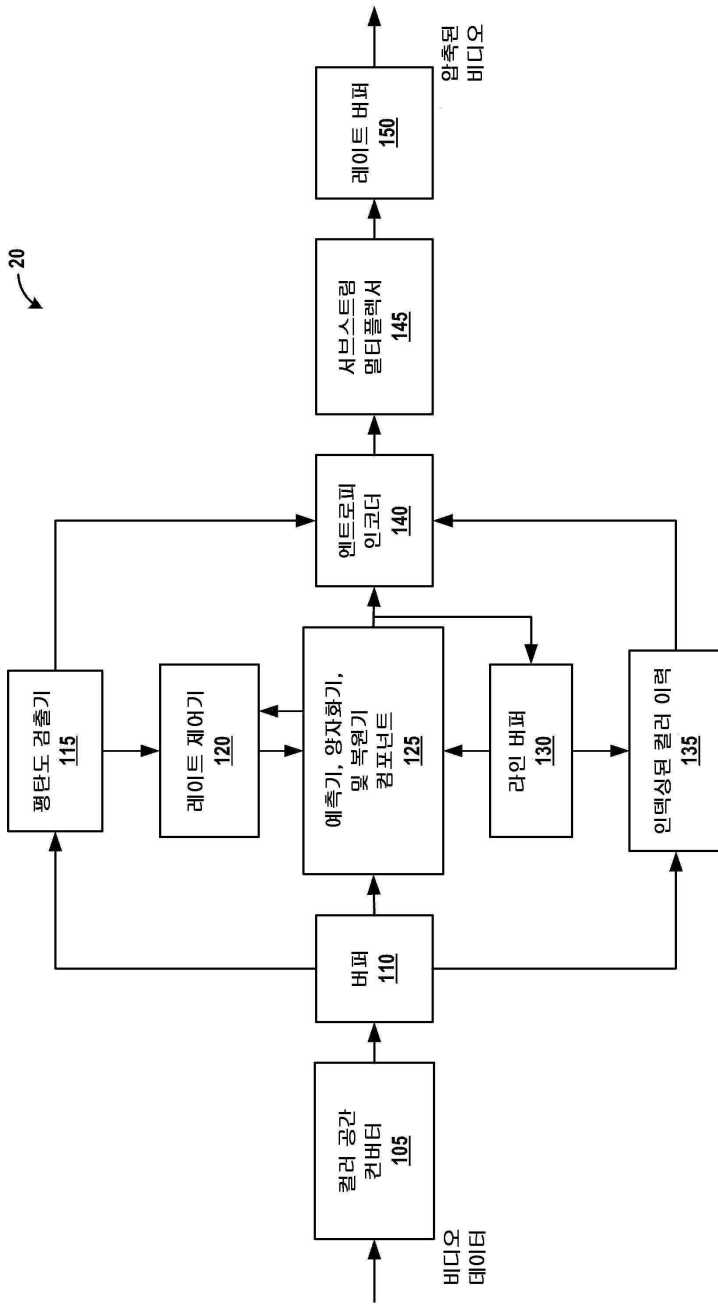 20
비디오
데이터
컬러 공간
컨버터
105
버퍼
110
평탄도 검출기
115
레이트 제어기
120
예측기, 양자화기,
및 복원기
컴포넌트
125
라인 버퍼
130
인덱싱된 컬러 이력
135
엔트로피
인코더
140
서브스트림
멀티플렉서
145
레이트 버퍼
150
압축된
비디오